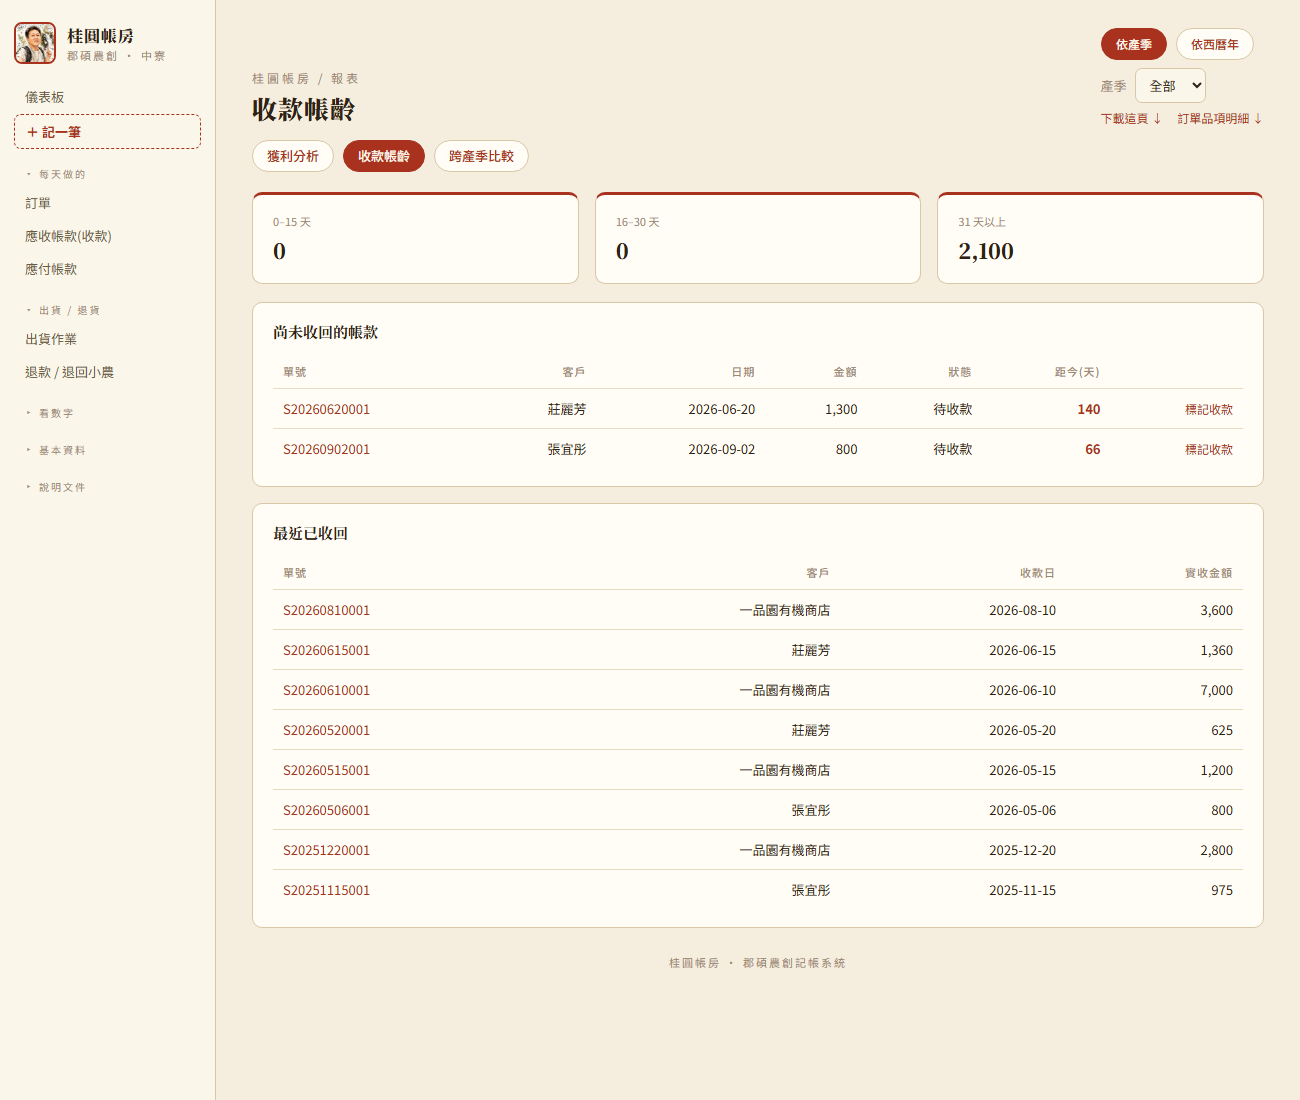 桂圓帳房
郡碩農創 · 中寮
儀表板
＋ 記一筆
每天做的
訂單
應收帳款(收款)
應付帳款
出貨 / 退貨
出貨作業
退款 / 退回小農
看數字
基本資料
說明文件
桂圓帳房 / 報表
收款帳齡
依產季 依西曆年
產季 全部
下載這頁 ↓ 訂單品項明細 ↓
獲利分析 收款帳齡 跨產季比較
0–15 天
0
16–30 天
0
31 天以上
2,100
尚未收回的帳款
單號 客戶 日期 金額 狀態 距今(天)
S20260620001 莊麗芳 2026-06-20 1,300 待收款 140 標記收款
S20260902001 張宜彤 2026-09-02 800 待收款 66 標記收款
最近已收回
單號 客戶 收款日 實收金額
S20260810001 一品園有機商店 2026-08-10 3,600
S20260615001 莊麗芳 2026-06-15 1,360
S20260610001 一品園有機商店 2026-06-10 7,000
S20260520001 莊麗芳 2026-05-20 625
S20260515001 一品園有機商店 2026-05-15 1,200
S20260506001 張宜彤 2026-05-06 800
S20251220001 一品園有機商店 2025-12-20 2,800
S20251115001 張宜彤 2025-11-15 975
桂圓帳房 · 郡碩農創記帳系統